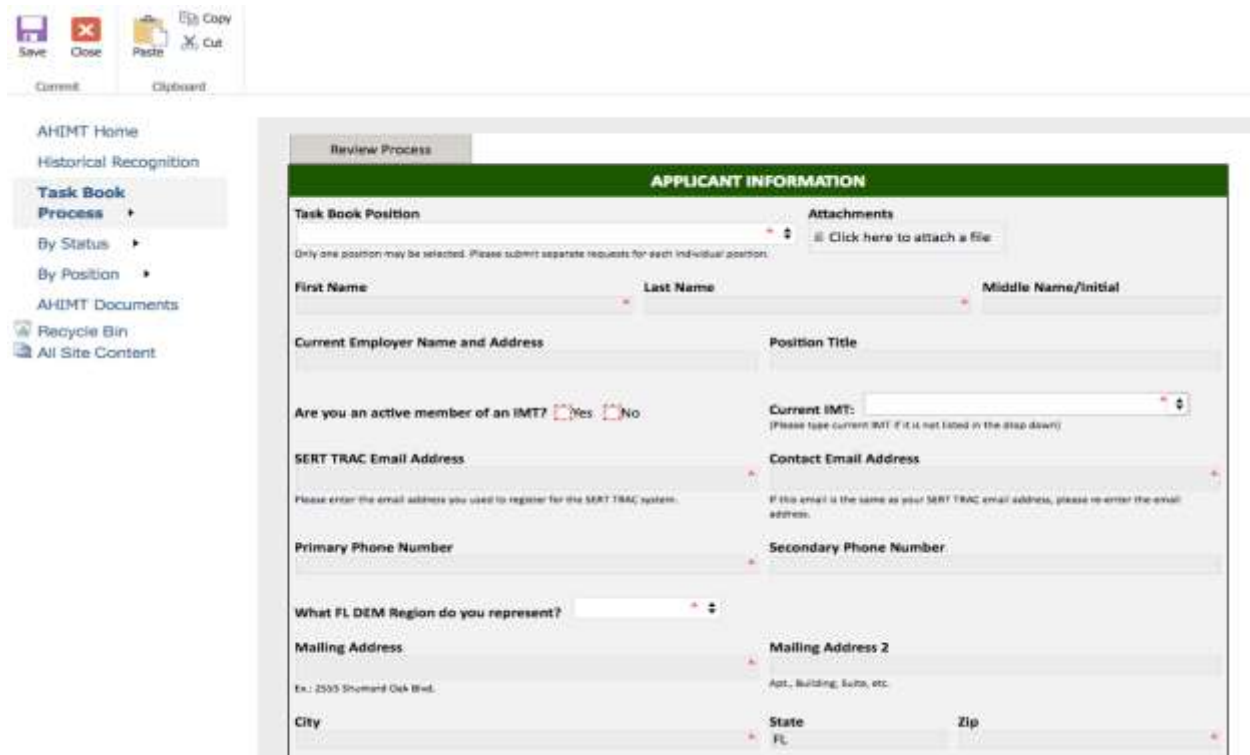 Save Close Paste Copy
Cut
Commit Clipboard
AHIMT Home
Historical Recognition
Task Book
Process
By Status
By Position
AHIMT Documents
Recycle Bin
All Site Content
Review Process
APPLICANT INFORMATION
Task Book Position * Attachments
Click here to attach a file
Only one position may be selected. Please submit separate requests for each individual position.
First Name * Last Name * Middle Name/Initial
Current Employer Name and Address Position Title
Are you an active member of an IMT? Yes No Current IMT: *
(Please type current IMT if it is not listed in the drop down)
SERT TRAC Email Address * Contact Email Address *
Please enter the email address you used to register for the SERT TRAC system. If this email is the same as your SERT TRAC email address, please re-enter the email
address.
Primary Phone Number * Secondary Phone Number
What FL DEM Region do you represent? *
Mailing Address * Mailing Address 2
Ex.: 2555 Shumard Oak Blvd. Apt., Building, Suite, etc.
City * State Zip *
FL